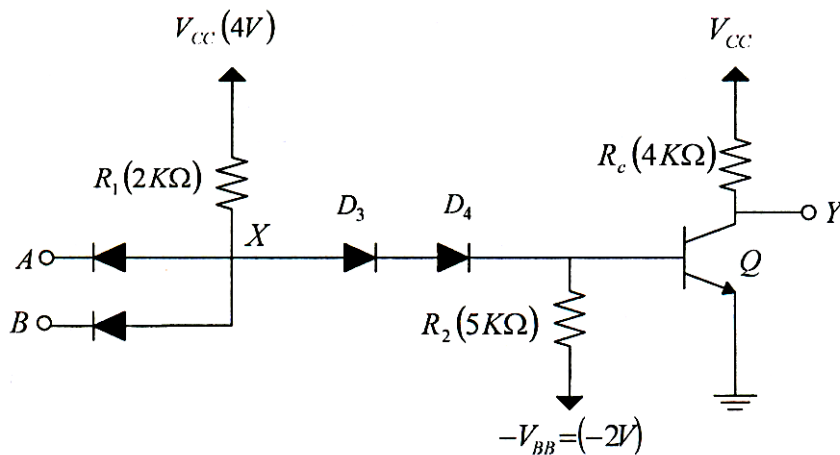 V_CC (4V)
V_CC
R_1 (2KΩ)
R_c (4KΩ)
D_3
D_4
Y
X
A
Q
B
R_2 (5KΩ)
-V_BB = (-2V)